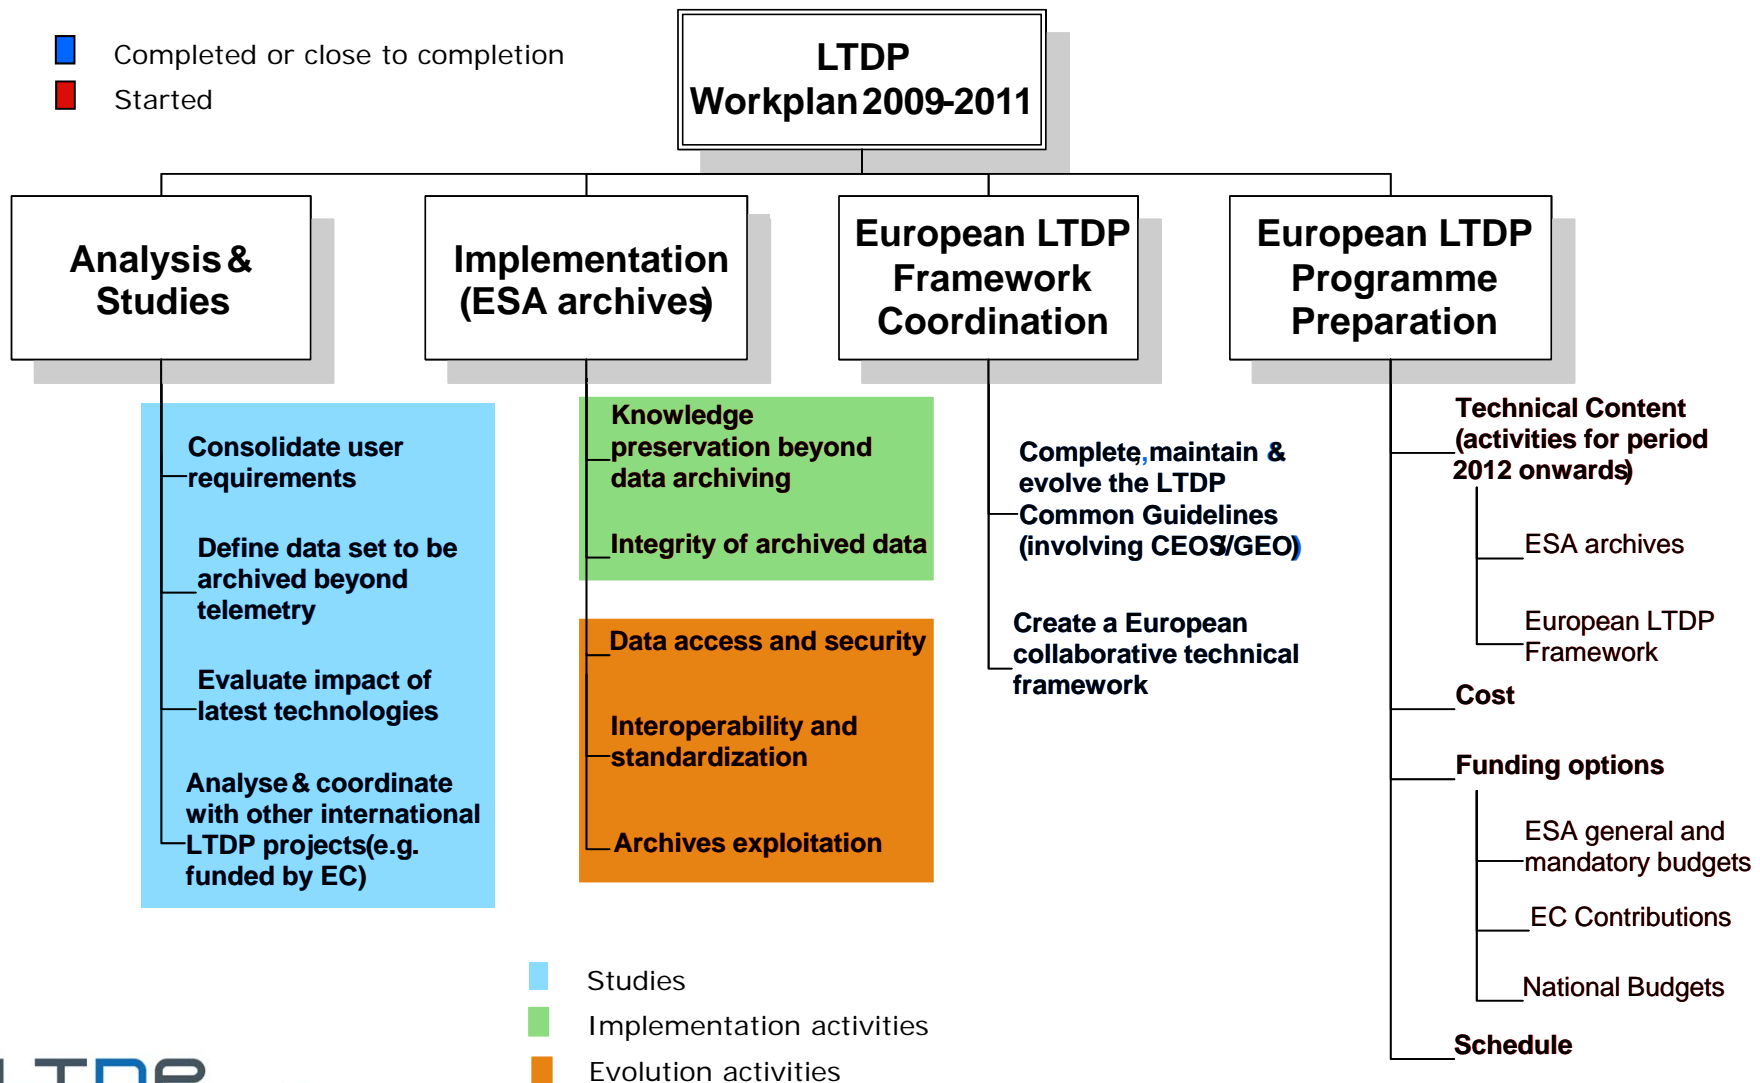 Completed or close to completion
Started
LTDP
Workplan 2009-2011
Analysis & 
Studies
Implementation
(ESA archives)
European LTDP
Framework
Coordination
European LTDP
Programme
Preparation
Consolidate user
requirements
Define data set to be
archived beyond
telemetry
Evaluate impact of
latest technologies
Analyse & coordinate
with other international
LTDP projects(e.g.
funded by EC)
Knowledge
preservation beyond
data archiving
Integrity of archived data
Data access and security
Interoperability and
standardization
Archives exploitation
Complete, maintain &
evolve the LTDP
Common Guidelines
(involving CEOS/GEO)
Create a European
collaborative technical
framework
Technical Content
(activities for period
2012 onwards)
ESA archives
European LTDP
Framework
Cost
Funding options
ESA general and
mandatory budgets
EC Contributions
National Budgets
Schedule
Studies
Implementation activities
Evolution activities
LTDP